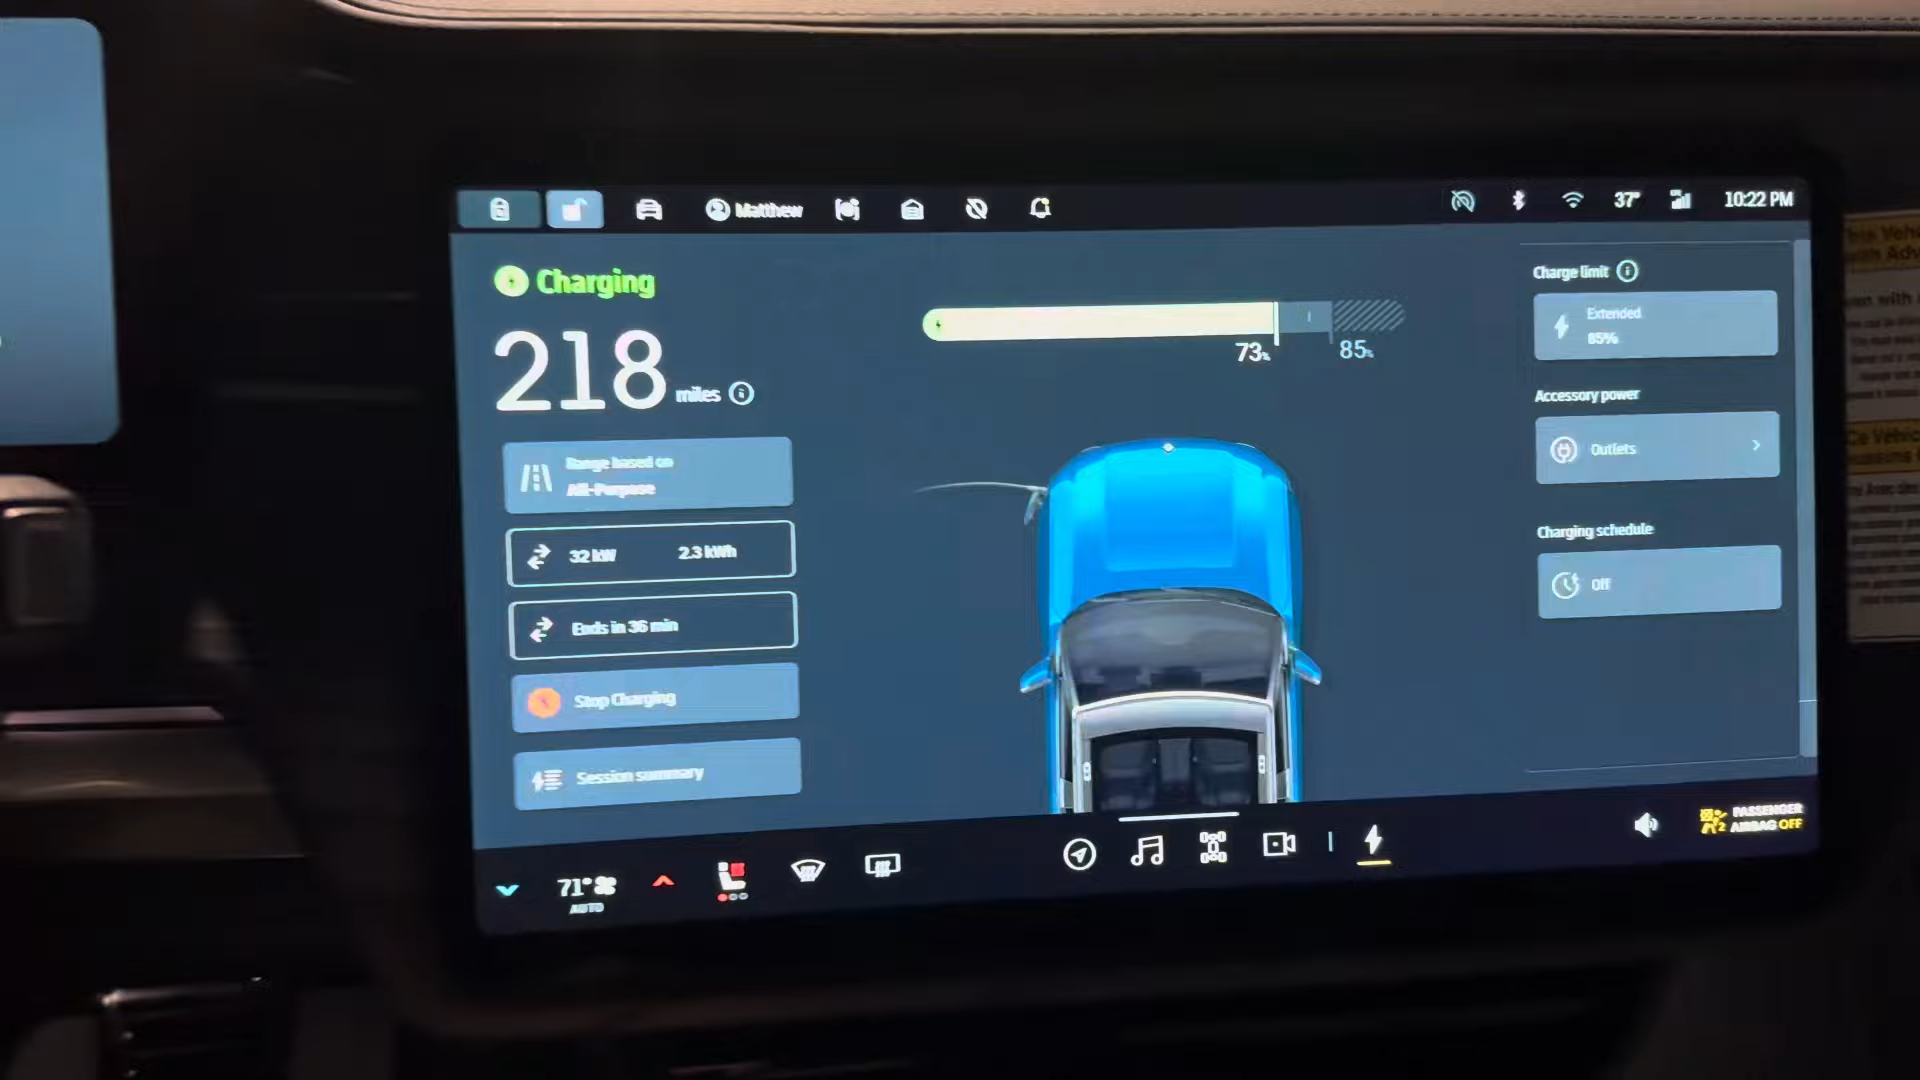 Matthew
37°
LTE
10:22 PM
Charging
218 miles
Range based on
All-Purpose
32 kW 2.3 kWh
Ends in 36 min
Stop Charging
Session summary
73%
85%
Charge limit
Extended
85%
Accessory power
Outlets
Charging schedule
Off
71°
AUTO
PASSENGER
AIRBAG OFF